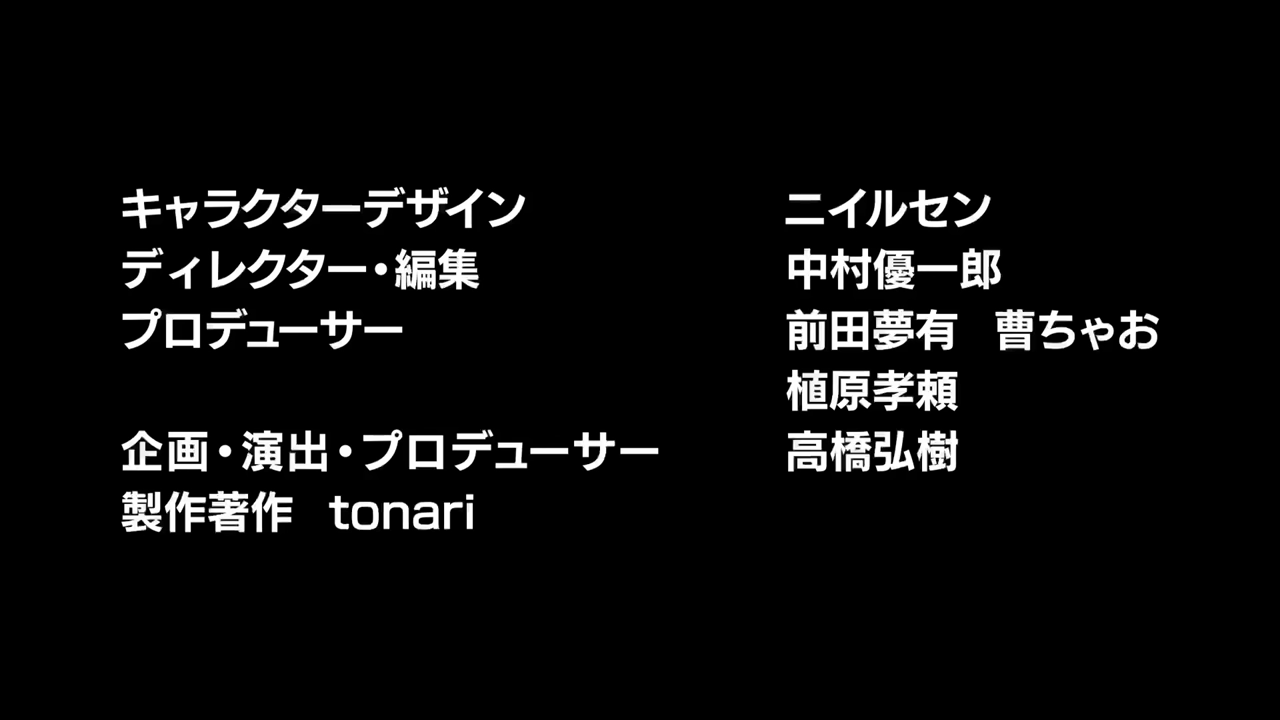 キャラクターデザイン ニイルセン
ディレクター・編集 中村優一郎
プロデューサー 前田夢有 曹ちゃお
植原孝頼
企画・演出・プロデューサー 高橋弘樹
製作著作 tonari